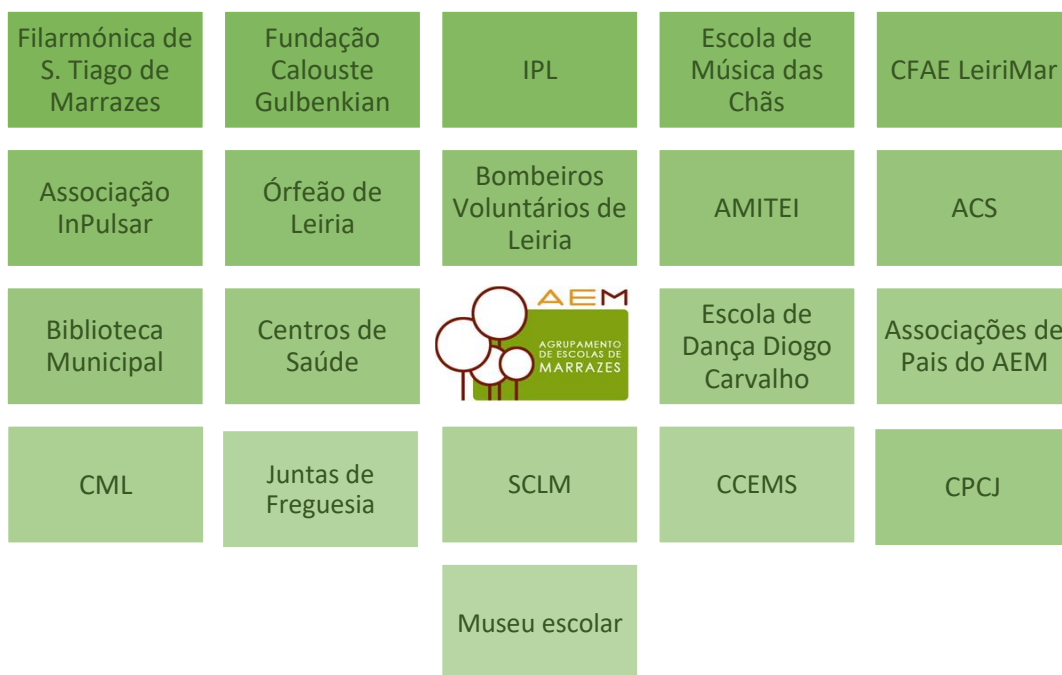 Filarmónica de
S. Tiago de
Marrazes
Fundação
Calouste
Gulbenkian
IPL
Escola de
Música das
Chãs
CFAE LeiriMar
Associação
InPulsar
Órfeão de
Leiria
Bombeiros
Voluntários de
Leiria
AMITEI
ACS
Biblioteca
Municipal
Centros de
Saúde
AEM
AGRUPAMENTO
DE ESCOLAS DE
MARRAZES
Escola de
Dança Diogo
Carvalho
Associações de
Pais do AEM
CML
Juntas de
Freguesia
SCLM
CCEMS
CPCJ
Museu escolar